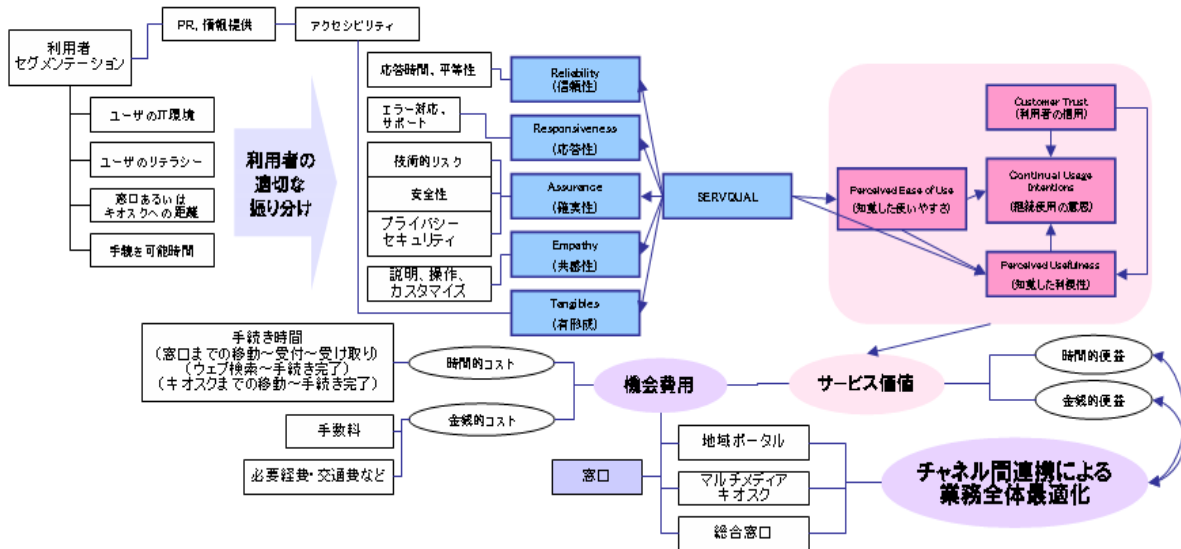 PR、情報提供
アクセシビリティ
利用者
セグメンテーション
ユーザのIT環境
ユーザのリテラシー
窓口あるいは
キオスクへの距離
手続き可能時間
利用者の
適切な
振り分け
応答時間、平等性
エラー対応、
サポート
技術的リスク
安全性
プライバシー
セキュリティ
説明、操作、
カスタマイズ
Reliability
(信頼性)
Responsiveness
(応答性)
Assurance
(確実性)
Empathy
(共感性)
Tangibles
(有形成)
SERVQUAL
Perceived Ease of Use
(知覚した使いやすさ)
Customer Trust
(利用者の信用)
Continual Usage
Intentions
(継続使用の意思)
Perceived Usefulness
(知覚した利便性)
手続き時間
(窓口までの移動～受付～受け取り)
(ウェブ検索～手続き完了)
(キオスクまでの移動～手続き完了)
時間的コスト
金銭的コスト
手数料
必要経費・交通費など
機会費用
サービス価値
時間的便益
金銭的便益
窓口
地域ポータル
マルチメディア
キオスク
総合窓口
チャネル間連携による
業務全体最適化